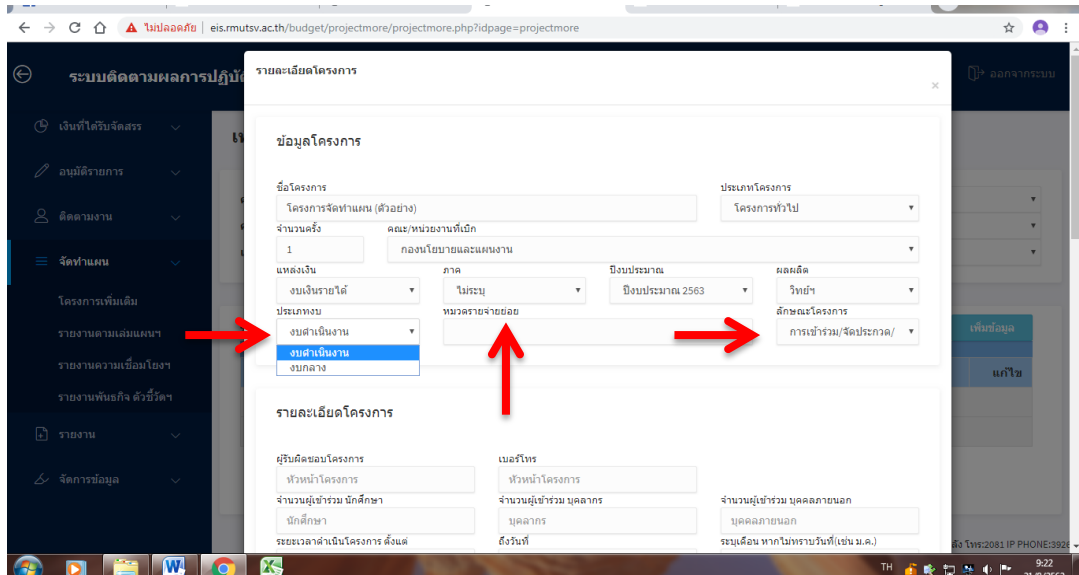 ไม่ปลอดภัย eis.rmutsv.ac.th/budget/projectmore/projectmore.php?idpage=projectmore
รายละเอียดโครงการ
×
ระบบติดตามผลการปฏิบั
ออกจากระบบ
เงินที่ได้รับจัดสรร
อนุมัติรายการ
ติดตามงาน
จัดทำแผน
โครงการเพิ่มเติม
รายงานตามเล่มแผนฯ
รายงานความเชื่อมโยงฯ
รายงานพันธกิจ ตัวชี้วัดฯ
รายงาน
จัดการข้อมูล
ข้อมูลโครงการ
ชื่อโครงการ ประเภทโครงการ
โครงการจัดทำแผน (ตัวอย่าง) โครงการทั่วไป
จำนวนครั้ง คณะ/หน่วยงานที่เบิก
1 กองนโยบายและแผนงาน
แหล่งเงิน ภาค ปีงบประมาณ ผลผลิต
งบเงินรายได้ ไม่ระบุ ปีงบประมาณ 2563 วิทย์ฯ
ประเภทงบ หมวดรายจ่ายย่อย ลักษณะโครงการ
งบดำเนินงาน การเข้าร่วม/จัดประกวด/
งบดำเนินงาน
งบกลาง
เพิ่มข้อมูล
แก้ไข
รายละเอียดโครงการ
ผู้รับผิดชอบโครงการ เบอร์โทร
หัวหน้าโครงการ หัวหน้าโครงการ
จำนวนผู้เข้าร่วม นักศึกษา จำนวนผู้เข้าร่วม บุคลากร จำนวนผู้เข้าร่วม บุคคลภายนอก
นักศึกษา บุคลากร บุคคลภายนอก
ระยะเวลาดำเนินโครงการ ตั้งแต่ ถึงวันที่ ระบุเดือน หากไม่ทราบวันที่(เช่น ม.ค.)
โทร:2081 IP PHONE:3926
TH 9:22